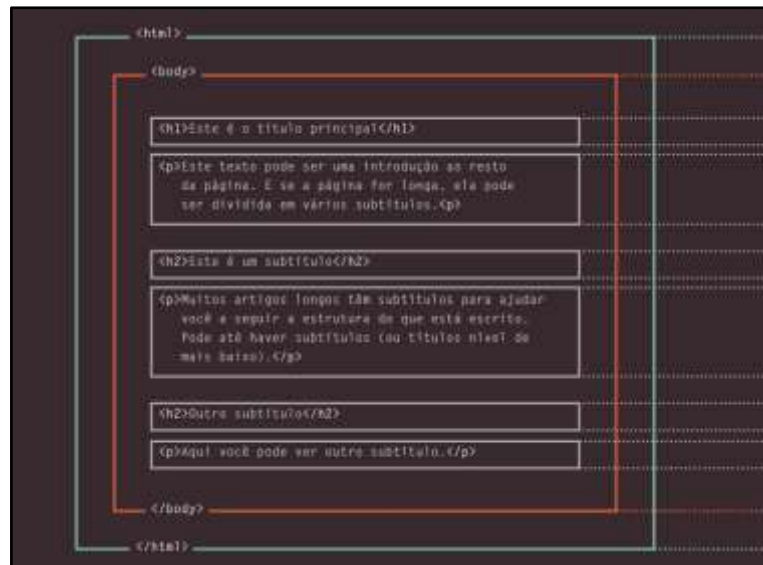 <html>
<body>
<h1>Este é o título principal</h1>
<p>Este texto pode ser uma introdução ao resto
da página. E se a página for longa, ela pode
ser dividida em vários subtítulos.<p>
<h2>Este é um subtítulo</h2>
<p>Muitos artigos longos têm subtítulos para ajudar
você a seguir a estrutura do que está escrito.
Pode até haver subtítulos (ou títulos nível de
mais baixo).</p>
<h2>Outro subtítulo</h2>
<p>Aqui você pode ver outro subtítulo.</p>
</body>
</html>